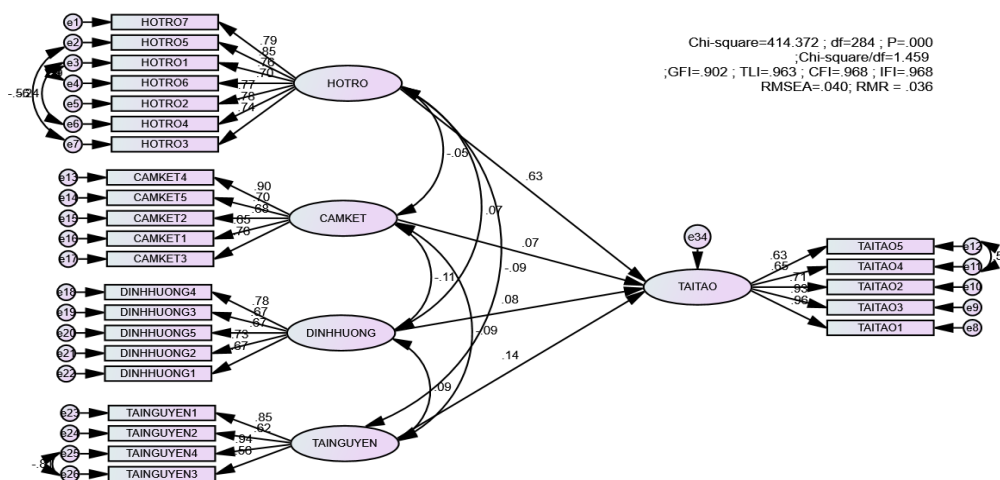 Chi-square=414.372 ; df=284 ; P=.000
;Chi-square/df=1.459
;GFI=.902 ; TLI=.963 ; CFI=.968 ; IFI=.968
RMSEA=.040; RMR = .036
e1 HOTRO7 .79
e2 HOTRO5 .85
e3 HOTRO1 .76
e4 HOTRO6 .70
e5 HOTRO2 .77
e6 HOTRO4 .78
e7 HOTRO3 .74
HOTRO
-.05
.63
e13 CAMKET4 .90
e14 CAMKET5 .70
e15 CAMKET2 .68
e16 CAMKET1 .85
e17 CAMKET3 .76
CAMKET
.07
.07
-.09
-.11
e34
TAITAO
.63 TAITAO5 e12
.65 TAITAO4 e11
.71 TAITAO2 e10
.93 TAITAO3 e9
.96 TAITAO1 e8
e18 DINHHUONG4 .78
e19 DINHHUONG3 .67
e20 DINHHUONG5 .67
e21 DINHHUONG2 .73
e22 DINHHUONG1 .67
DINHHUONG
.08
-.09
.14
.09
e23 TAINGUYEN1 .85
e24 TAINGUYEN2 .62
e25 TAINGUYEN4 .94
e26 TAINGUYEN3 .56
TAINGUYEN